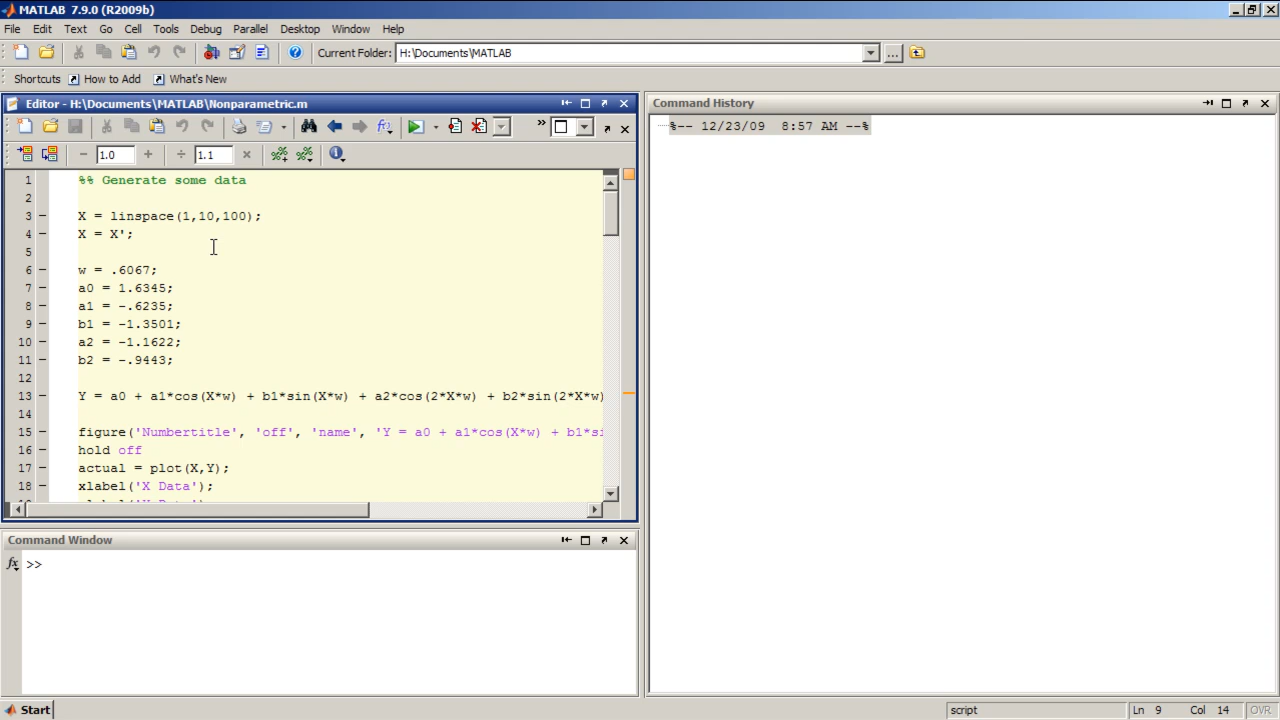 MATLAB 7.9.0 (R2009b)
File Edit Text Go Cell Tools Debug Parallel Desktop Window Help
Current Folder: H:\Documents\MATLAB
Shortcuts How to Add What's New
Editor - H:\Documents\MATLAB\Nonparametric.m
1.0 1.1
1 %% Generate some data
2
3 X = linspace(1,10,100);
4 X = X';
5
6 w = .6067;
7 a0 = 1.6345;
8 a1 = -.6235;
9 b1 = -1.3501;
10 a2 = -1.1622;
11 b2 = -.9443;
12
13 Y = a0 + a1*cos(X*w) + b1*sin(X*w) + a2*cos(2*X*w) + b2*sin(2*X*w)
14
15 figure('Numbertitle', 'off', 'name', 'Y = a0 + a1*cos(X*w) + b1*si
16 hold off
17 actual = plot(X,Y);
18 xlabel('X Data');
Command Window
fx >>
Command History
%-- 12/23/09 8:57 AM --%
Start
script Ln 9 Col 14 OVR